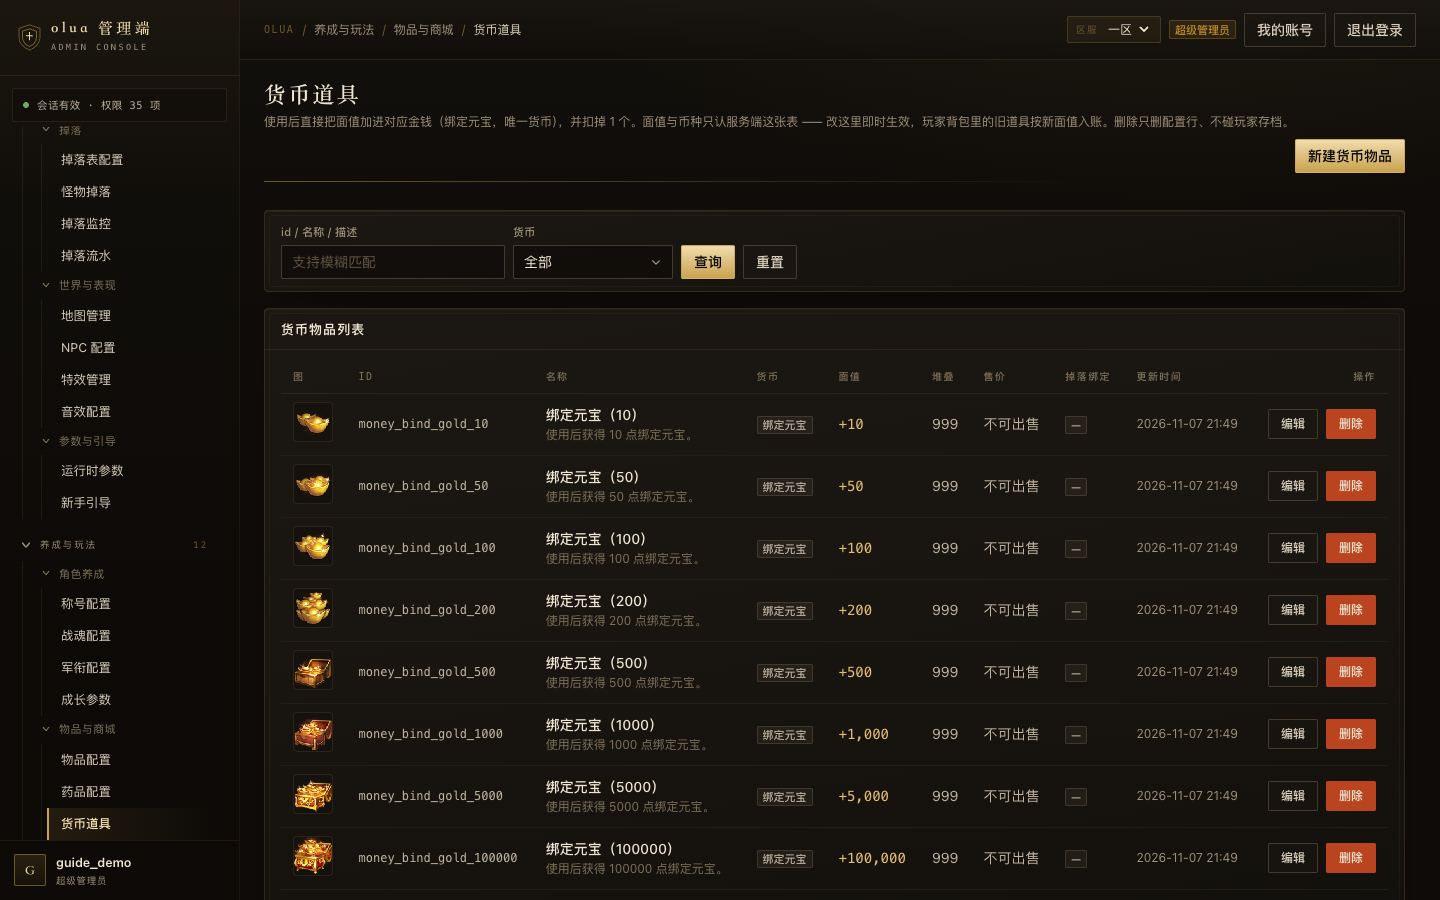 olua 管理端
ADMIN CONSOLE
会话有效 · 权限 35 项
掉落
掉落表配置
怪物掉落
掉落监控
掉落流水
世界与表现
地图管理
NPC 配置
特效管理
音效配置
参数与引导
运行时参数
新手引导
养成与玩法 12
角色养成
称号配置
战魂配置
军衔配置
成长参数
物品与商城
物品配置
药品配置
货币道具
G guide_demo
超级管理员
OLUA / 养成与玩法 / 物品与商城 / 货币道具
区服 一区 超级管理员 我的账号 退出登录
货币道具
使用后直接把面值加进对应金钱（绑定元宝，唯一货币），并扣掉 1 个。面值与币种只认服务端这张表 —— 改这里即时生效，玩家背包里的旧道具按新面值入账。删除只删配置行、不碰玩家存档。
新建货币物品
id / 名称 / 描述 货币
支持模糊匹配 全部 查询 重置
货币物品列表
图 ID 名称 货币 面值 堆叠 售价 掉落绑定 更新时间 操作
money_bind_gold_10 绑定元宝（10） 绑定元宝 +10 999 不可出售 — 2026-11-07 21:49 编辑 删除
使用后获得 10 点绑定元宝。
money_bind_gold_50 绑定元宝（50） 绑定元宝 +50 999 不可出售 — 2026-11-07 21:49 编辑 删除
使用后获得 50 点绑定元宝。
money_bind_gold_100 绑定元宝（100） 绑定元宝 +100 999 不可出售 — 2026-11-07 21:49 编辑 删除
使用后获得 100 点绑定元宝。
money_bind_gold_200 绑定元宝（200） 绑定元宝 +200 999 不可出售 — 2026-11-07 21:49 编辑 删除
使用后获得 200 点绑定元宝。
money_bind_gold_500 绑定元宝（500） 绑定元宝 +500 999 不可出售 — 2026-11-07 21:49 编辑 删除
使用后获得 500 点绑定元宝。
money_bind_gold_1000 绑定元宝（1000） 绑定元宝 +1,000 999 不可出售 — 2026-11-07 21:49 编辑 删除
使用后获得 1000 点绑定元宝。
money_bind_gold_5000 绑定元宝（5000） 绑定元宝 +5,000 999 不可出售 — 2026-11-07 21:49 编辑 删除
使用后获得 5000 点绑定元宝。
money_bind_gold_100000 绑定元宝（100000） 绑定元宝 +100,000 999 不可出售 — 2026-11-07 21:49 编辑 删除
使用后获得 100000 点绑定元宝。